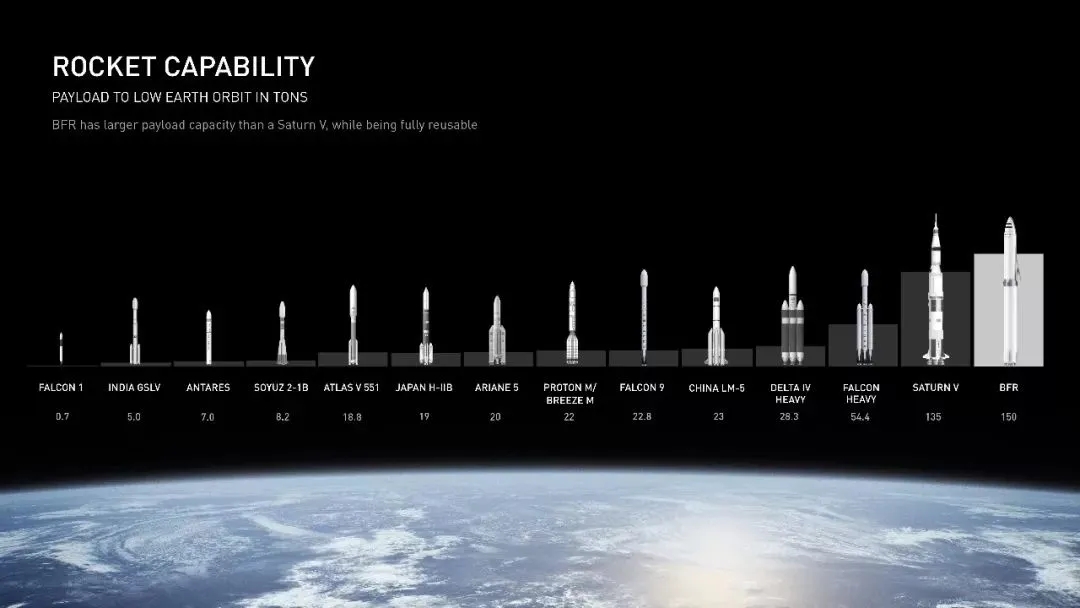 ROCKET CAPABILITY
PAYLOAD TO LOW EARTH ORBIT IN TONS
BFR has larger payload capacity than a Saturn V, while being fully reusable
FALCON 1
INDIA GSLV
ANTARES
SOYUZ 2-1B
ATLAS V 551
JAPAN H-IIB
ARIANE 5
PROTON M/
BREEZE M
FALCON 9
CHINA LM-5
DELTA IV
HEAVY
FALCON
HEAVY
SATURN V
BFR
0.7
5.0
7.0
8.2
18.8
19
20
22
22.8
23
28.3
54.4
135
150